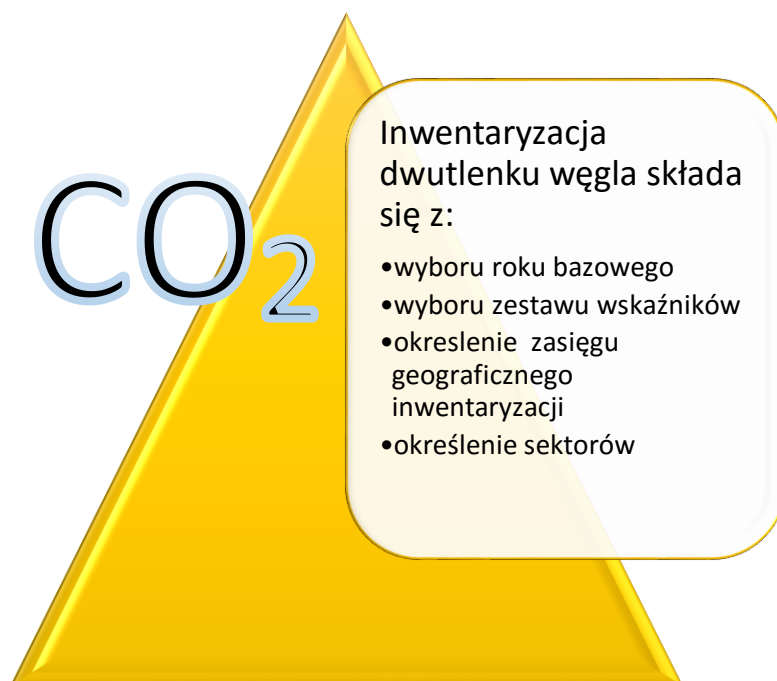 CO₂
Inwentaryzacja
dwutlenku węgla składa
się z:
•wyboru roku bazowego
•wyboru zestawu wskaźników
•okreslenie zasięgu
geograficznego
inwentaryzacji
•określenie sektorów